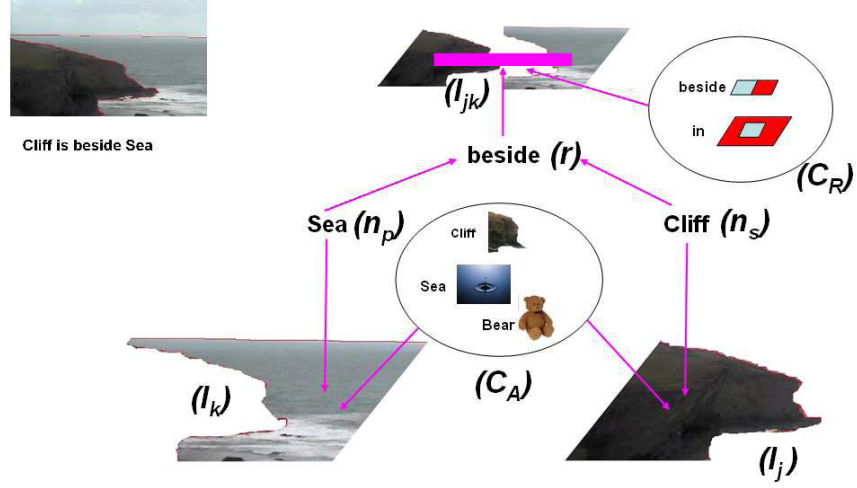 Cliff is beside Sea
(I_jk)
beside
in
(C_R)
beside (r)
Sea (n_p)
Cliff (n_s)
Cliff
Sea
Bear
(C_A)
(I_k)
(I_j)